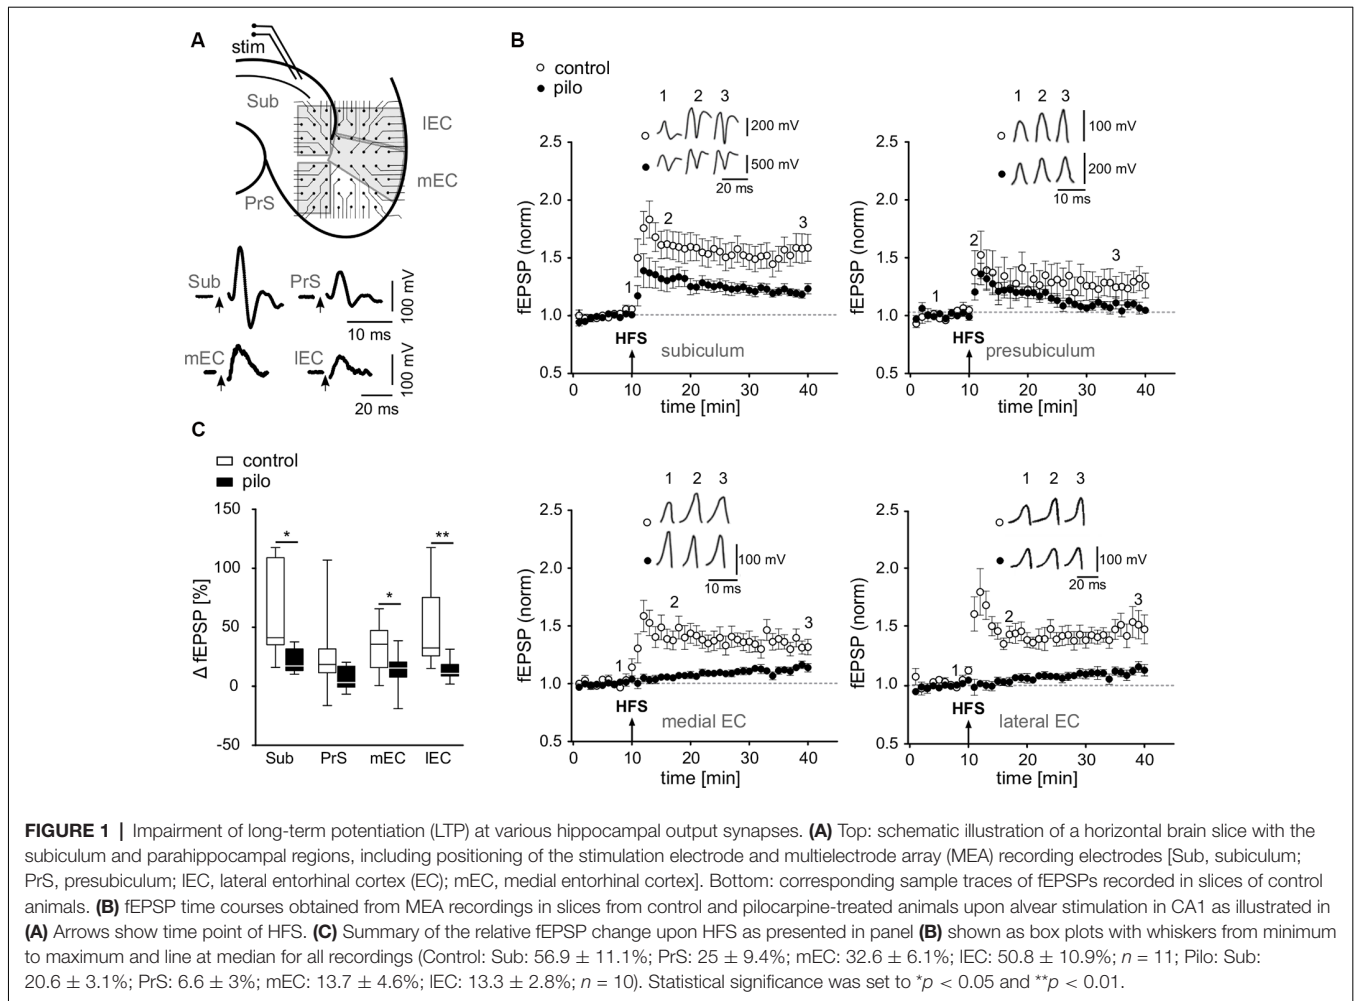 A
stim
Sub
lEC
mEC
PrS
Sub
PrS
100 mV
10 ms
mEC
lEC
100 mV
20 ms
B
control
pilo
1 2 3
200 mV
500 mV
20 ms
2.5
2.0
1.5
1.0
0.5
fEPSP (norm)
1
2
3
HFS
subiculum
0 10 20 30 40
time [min]
1 2 3
100 mV
200 mV
10 ms
2.5
2.0
1.5
1.0
0.5
fEPSP (norm)
1
2
3
HFS
presubiculum
0 10 20 30 40
time [min]
C
control
pilo
150
100
50
0
-50
Δ fEPSP [%]
*
*
**
Sub PrS mEC lEC
1 2 3
100 mV
10 ms
2.5
2.0
1.5
1.0
0.5
fEPSP (norm)
1
2
3
HFS
medial EC
0 10 20 30 40
time [min]
1 2 3
100 mV
20 ms
2.5
2.0
1.5
1.0
0.5
fEPSP (norm)
1
2
3
HFS
lateral EC
0 10 20 30 40
time [min]
FIGURE 1 | Impairment of long-term potentiation (LTP) at various hippocampal output synapses. (A) Top: schematic illustration of a horizontal brain slice with the
subiculum and parahippocampal regions, including positioning of the stimulation electrode and multielectrode array (MEA) recording electrodes [Sub, subiculum;
PrS, presubiculum; lEC, lateral entorhinal cortex (EC); mEC, medial entorhinal cortex]. Bottom: corresponding sample traces of fEPSPs recorded in slices of control
animals. (B) fEPSP time courses obtained from MEA recordings in slices from control and pilocarpine-treated animals upon alvear stimulation in CA1 as illustrated in
(A) Arrows show time point of HFS. (C) Summary of the relative fEPSP change upon HFS as presented in panel (B) shown as box plots with whiskers from minimum
to maximum and line at median for all recordings (Control: Sub: 56.9 ± 11.1%; PrS: 25 ± 9.4%; mEC: 32.6 ± 6.1%; lEC: 50.8 ± 10.9%, n = 11; Pilo: Sub:
20.6 ± 3.1%; PrS: 6.6 ± 3%; mEC: 13.7 ± 4.6%; lEC: 13.3 ± 2.8%; n = 10). Statistical significance was set to *p < 0.05 and **p < 0.01.